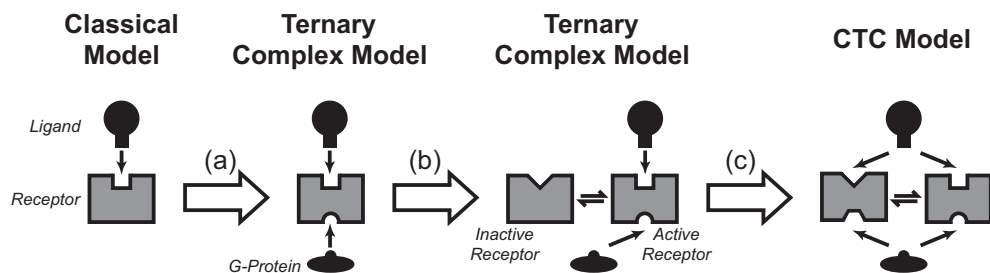 Classical
Model
Ternary
Complex Model
Ternary
Complex Model
CTC Model
Ligand
(a)
(b)
(c)
Receptor
Inactive
Receptor
Active
Receptor
G-Protein